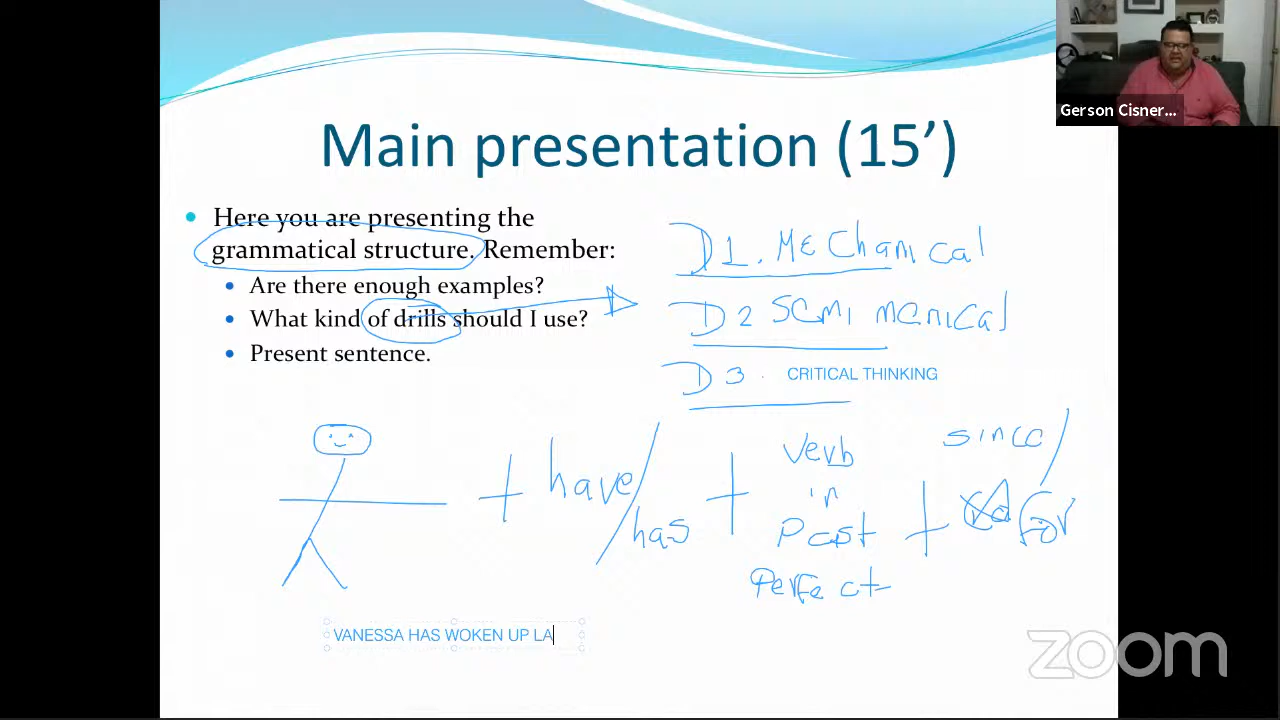 Gerson Cisner...
Main presentation (15’)
• Here you are presenting the
grammatical structure. Remember:
• Are there enough examples?
• What kind of drills should I use?
• Present sentence.
D1. MEChanical
D2 SEMI MENICAL
D3. CRITICAL THINKING
+ have/has + Verb in Past Perfect + since/ For
VANESSA HAS WOKEN UP LA
zoom